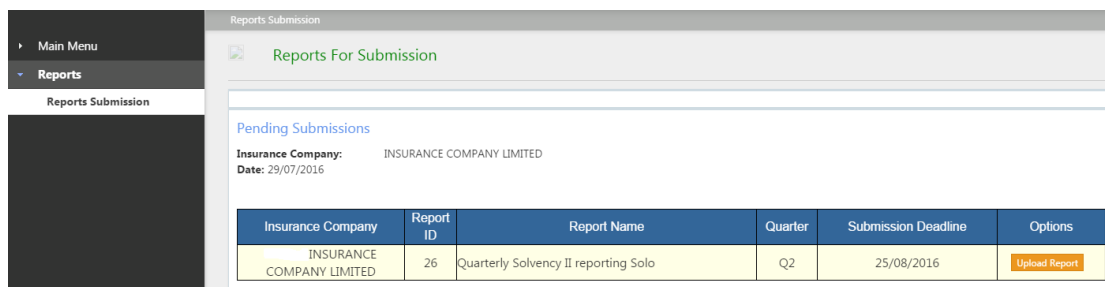 Reports Submission
Main Menu
Reports
Reports Submission
Reports For Submission
Pending Submissions
Insurance Company: INSURANCE COMPANY LIMITED
Date: 29/07/2016
Insurance Company Report ID Report Name Quarter Submission Deadline Options
INSURANCE
COMPANY LIMITED 26 Quarterly Solvency II reporting Solo Q2 25/08/2016 Upload Report